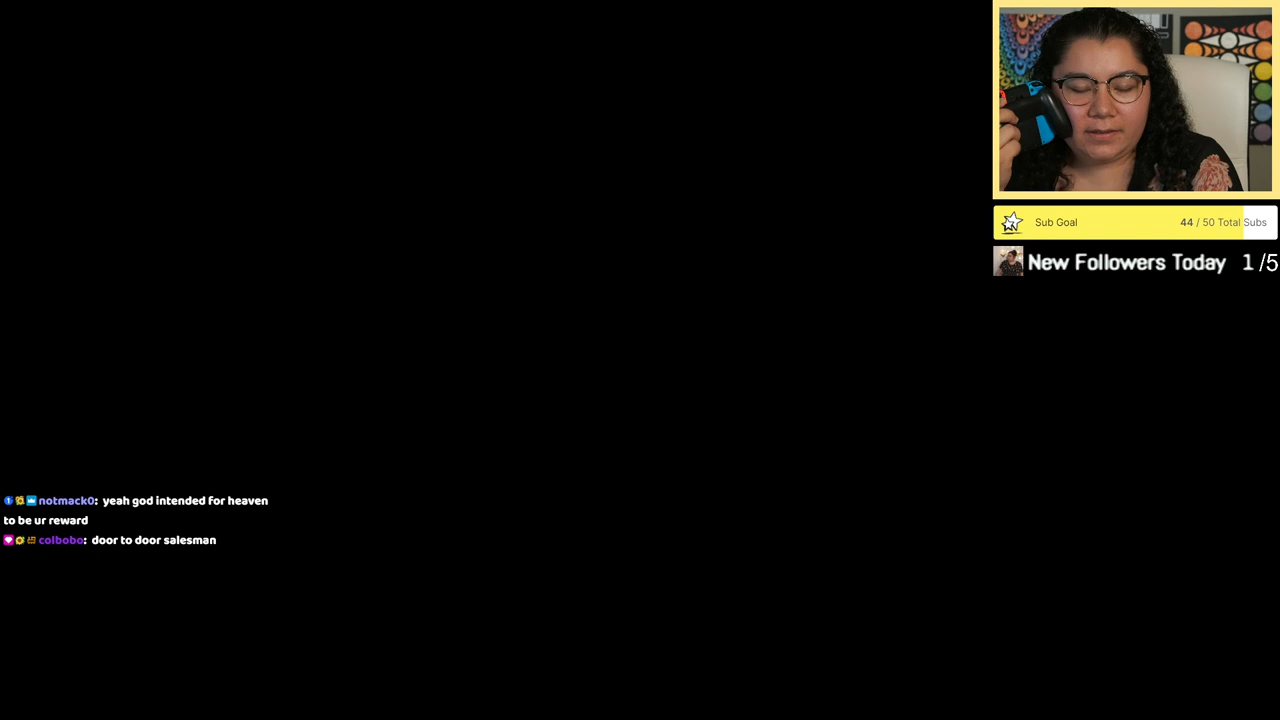 Sub Goal 44 / 50 Total Subs
New Followers Today 1 /5
notmack0: yeah god intended for heaven
to be ur reward
colbobo: door to door salesman